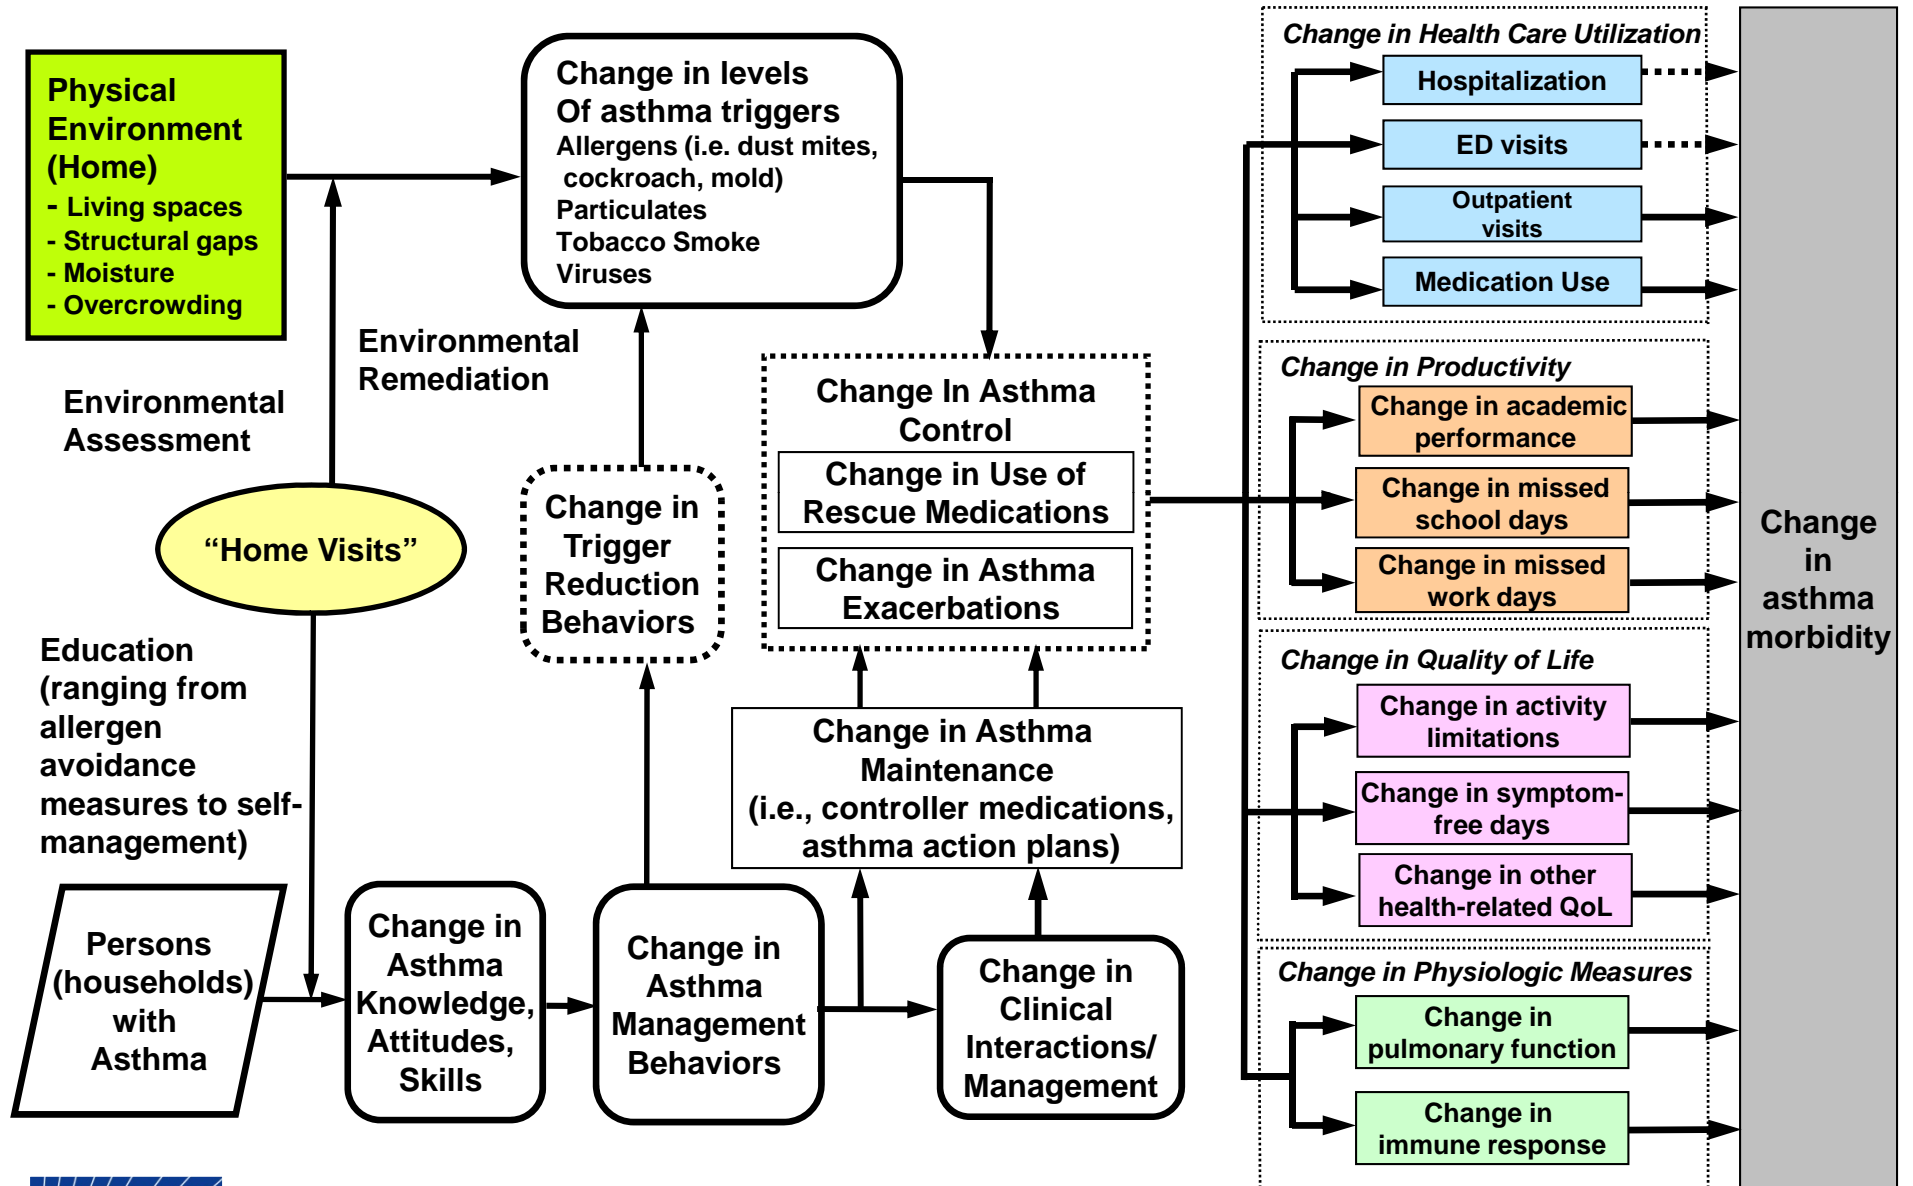 Physical
Environment
(Home)
- Living spaces
- Structural gaps
- Moisture
- Overcrowding
Change in levels
Of asthma triggers
Allergens (i.e. dust mites,
cockroach, mold)
Particulates
Tobacco Smoke
Viruses
Environmental
Remediation
Environmental
Assessment
“Home Visits”
Education
(ranging from
allergen
avoidance
measures to self-
management)
Persons
(households)
with
Asthma
Change in
Asthma
Knowledge,
Attitudes,
Skills
Change in
Asthma
Management
Behaviors
Change in
Trigger
Reduction
Behaviors
Change in
Clinical
Interactions/
Management
Change in Asthma
Maintenance
(i.e., controller medications,
asthma action plans)
Change In Asthma
Control
Change in Use of
Rescue Medications
Change in Asthma
Exacerbations
Change in Health Care Utilization
Hospitalization
ED visits
Outpatient
visits
Medication Use
Change in Productivity
Change in academic
performance
Change in missed
school days
Change in missed
work days
Change in Quality of Life
Change in activity
limitations
Change in symptom-
free days
Change in other
health-related QoL
Change in Physiologic Measures
Change in
pulmonary function
Change in
immune response
Change
in
asthma
morbidity